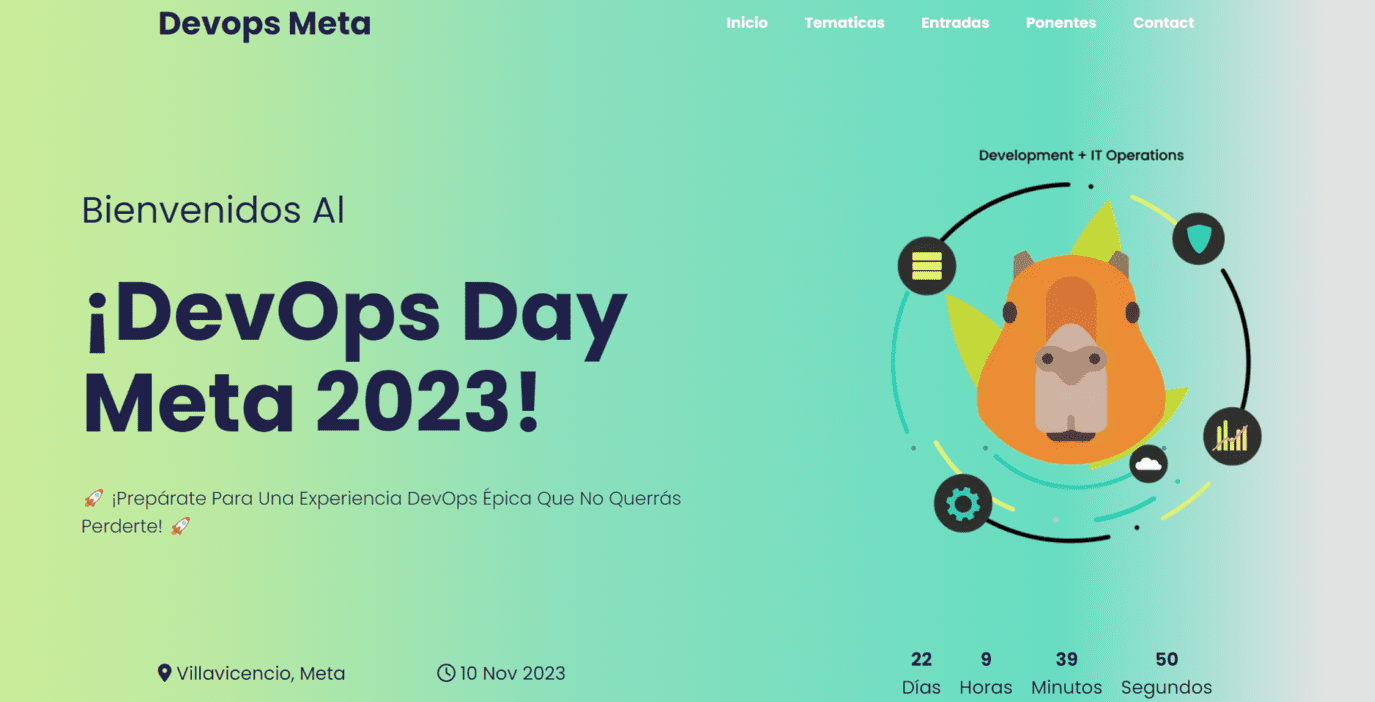 Devops Meta
Inicio Tematicas Entradas Ponentes Contact
Development + IT Operations
Bienvenidos Al
¡DevOps Day
Meta 2023!
🚀 ¡Prepárate Para Una Experiencia DevOps Épica Que No Querrás
Perderte! 🚀
Villavicencio, Meta
10 Nov 2023
22 9 39 50
Días Horas Minutos Segundos